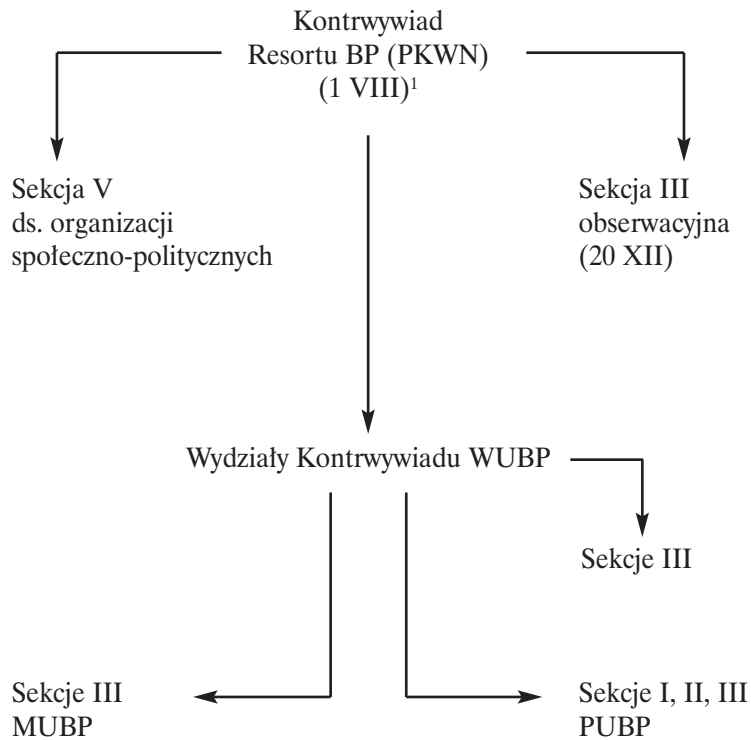 Kontrwywiad
Resortu BP (PKWN)
(1 VIII)¹
Sekcja V
ds. organizacji
społeczno-politycznych
Sekcja III
obserwacyjna
(20 XII)
Wydziały Kontrwywiadu WUBP
Sekcje III
Sekcje III
MUBP
Sekcje I, II, III
PUBP